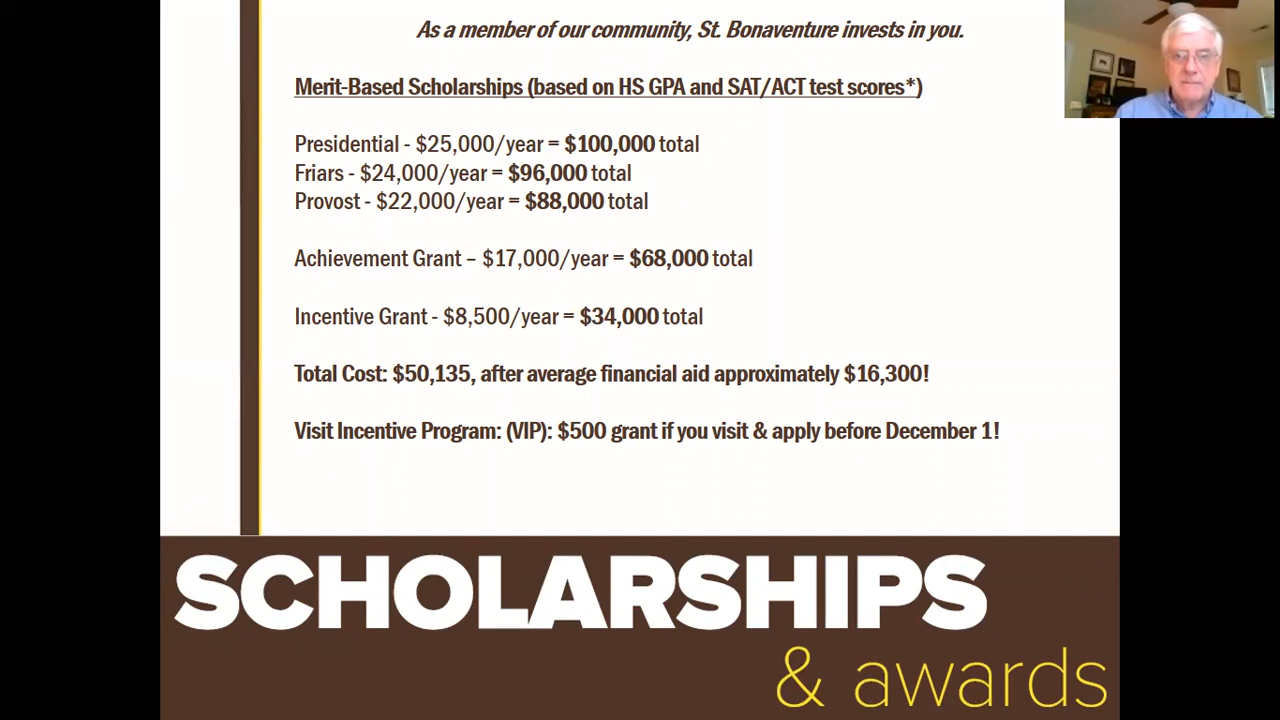 As a member of our community, St. Bonaventure invests in you.
Merit-Based Scholarships (based on HS GPA and SAT/ACT test scores*)
Presidential - $25,000/year = $100,000 total
Friars - $24,000/year = $96,000 total
Provost - $22,000/year = $88,000 total
Achievement Grant – $17,000/year = $68,000 total
Incentive Grant - $8,500/year = $34,000 total
Total Cost: $50,135, after average financial aid approximately $16,300!
Visit Incentive Program: (VIP): $500 grant if you visit & apply before December 1!
SCHOLARSHIPS
& awards